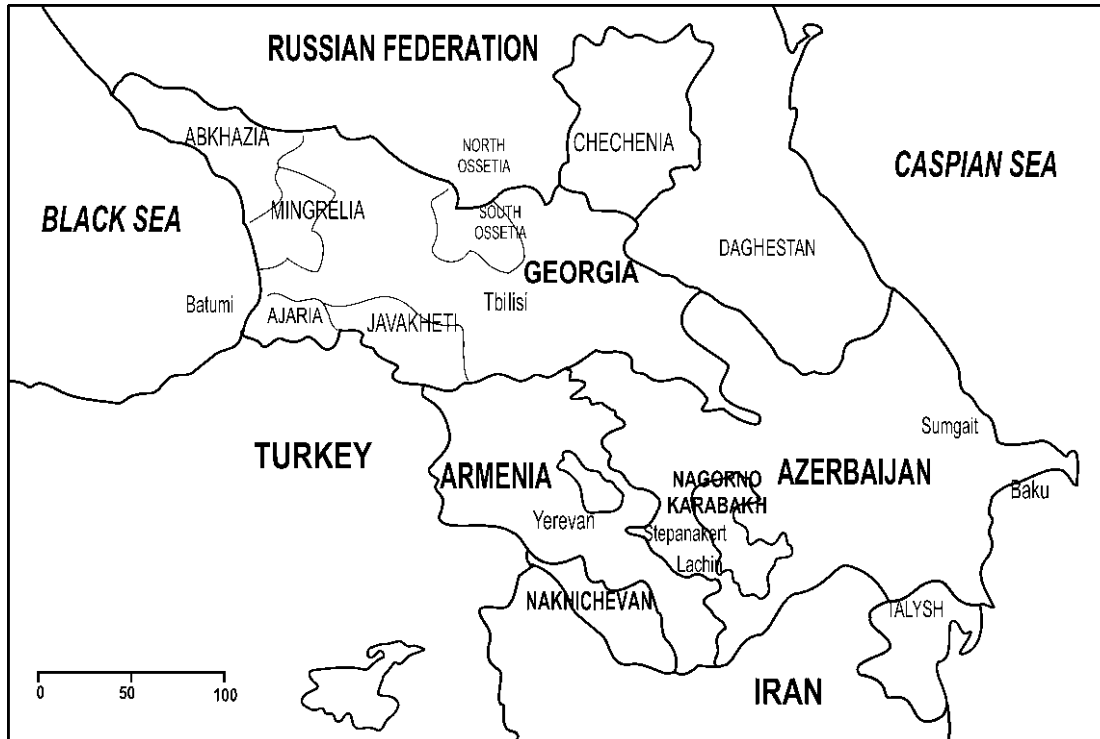 RUSSIAN FEDERATION
ABKHAZIA
NORTH
OSSETIA
CHECHENIA
CASPIAN SEA
BLACK SEA
MINGRELIA
SOUTH
OSSETIA
DAGHESTAN
GEORGIA
Batumi
Tbilisi
AJARIA
JAVAKHETI
TURKEY
Sumgait
ARMENIA
NAGORNO
KARABAKH
AZERBAIJAN
Baku
Yerevan
Stepanakert
Lachin
NAKHICHEVAN
TALYSH
IRAN
0 50 100